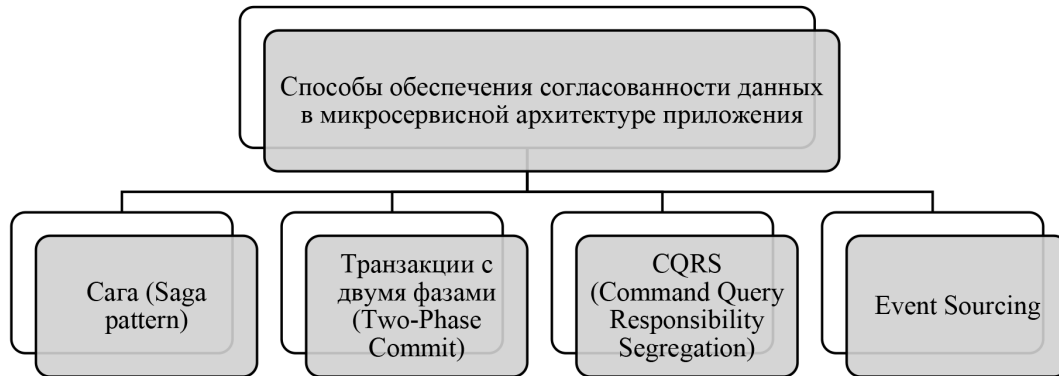 Способы обеспечения согласованности данных
в микросервисной архитектуре приложения
Сага (Saga
pattern)
Транзакции с
двумя фазами
(Two-Phase
Commit)
CQRS
(Command Query
Responsibility
Segregation)
Event Sourcing